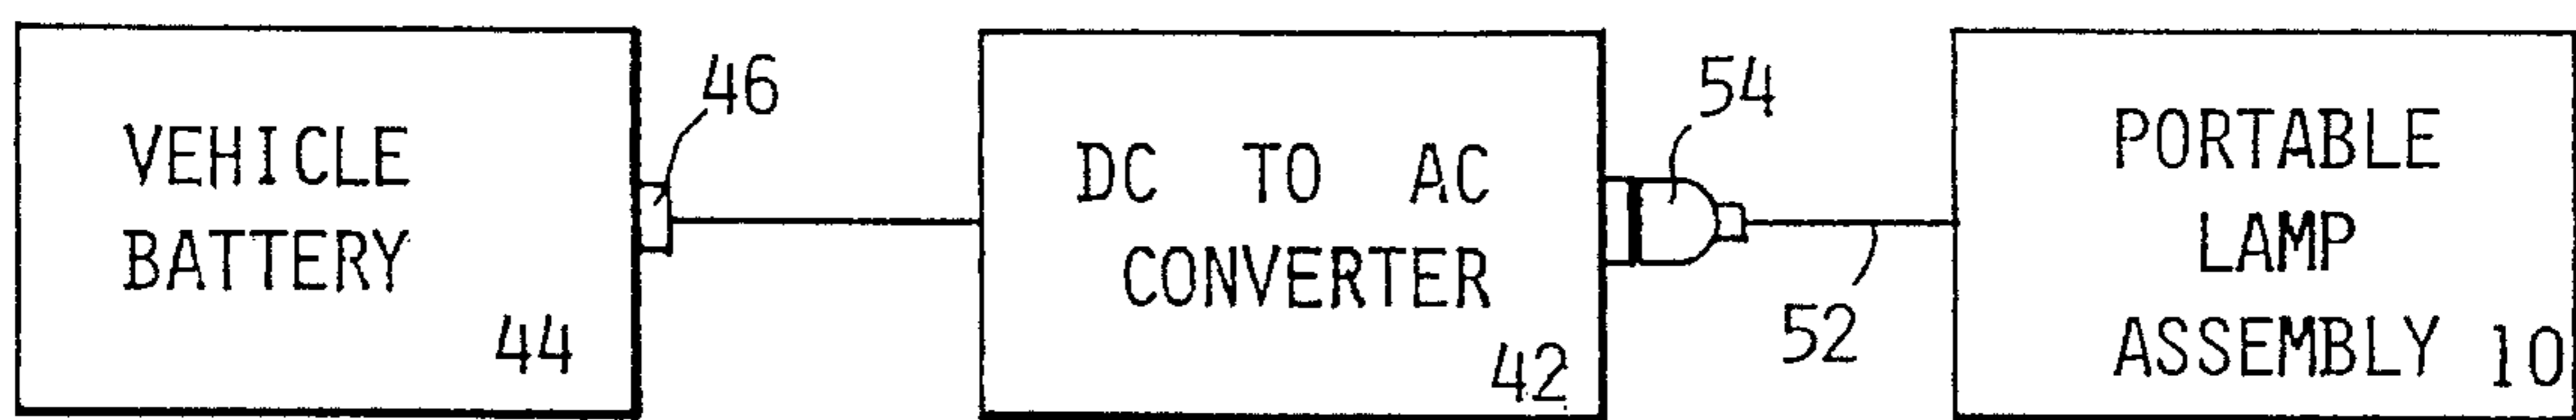 VEHICLE
BATTERY
44
46
DC TO AC
CONVERTER
42
54
52
PORTABLE
LAMP
ASSEMBLY
10